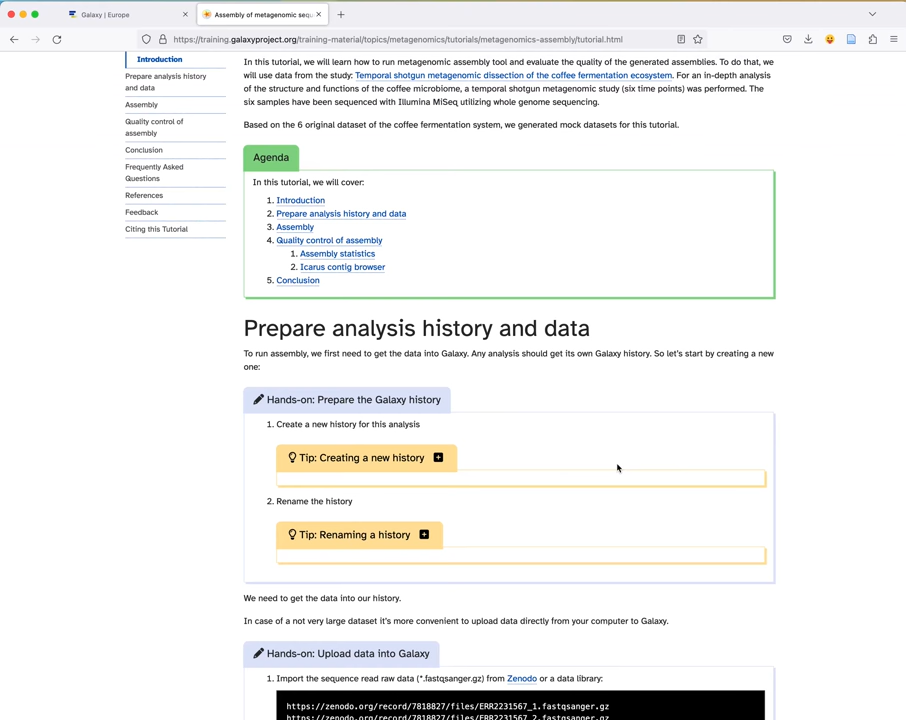 Galaxy | Europe
Assembly of metagenomic sequ
https://training.galaxyproject.org/training-material/topics/metagenomics/tutorials/metagenomics-assembly/tutorial.html
Introduction
Prepare analysis history
and data
Assembly
Quality control of
assembly
Conclusion
Frequently Asked
Questions
References
Feedback
Citing this Tutorial
In this tutorial, we will learn how to run metagenomic assembly tool and evaluate the quality of the generated assemblies. To do that, we
will use data from the study: Temporal shotgun metagenomic dissection of the coffee fermentation ecosystem. For an in-depth analysis
of the structure and functions of the coffee microbiome, a temporal shotgun metagenomic study (six time points) was performed. The
six samples have been sequenced with Illumina MiSeq utilizing whole genome sequencing.
Based on the 6 original dataset of the coffee fermentation system, we generated mock datasets for this tutorial.
Agenda
In this tutorial, we will cover:
1. Introduction
2. Prepare analysis history and data
3. Assembly
4. Quality control of assembly
1. Assembly statistics
2. Icarus contig browser
5. Conclusion
Prepare analysis history and data
To run assembly, we first need to get the data into Galaxy. Any analysis should get its own Galaxy history. So let's start by creating a new
one:
Hands-on: Prepare the Galaxy history
1. Create a new history for this analysis
Tip: Creating a new history
2. Rename the history
Tip: Renaming a history
We need to get the data into our history.
In case of a not very large dataset it's more convenient to upload data directly from your computer to Galaxy.
Hands-on: Upload data into Galaxy
1. Import the sequence read raw data (*.fastqsanger.gz) from Zenodo or a data library:
https://zenodo.org/record/7818827/files/ERR2231567_1.fastqsanger.gz
https://zenodo.org/record/7818827/files/ERR2231567_2.fastqsanger.gz